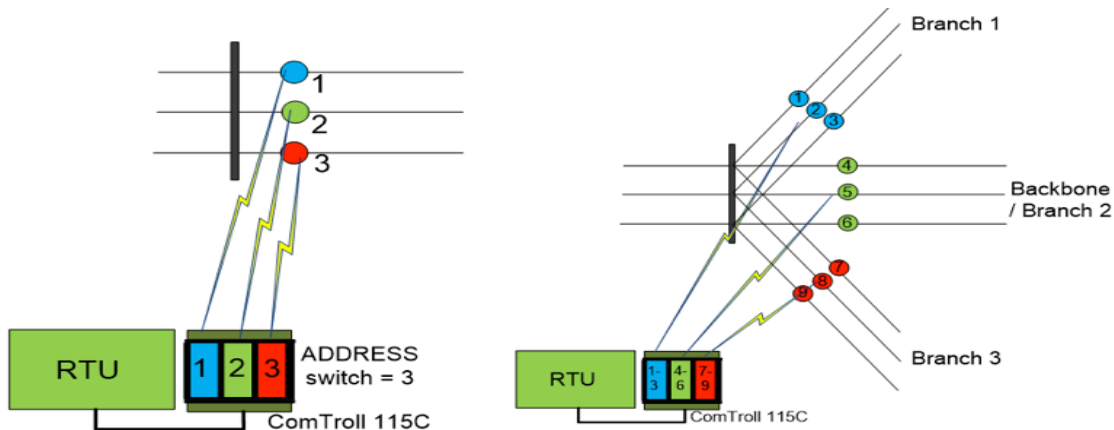 1
2
3
RTU
1 2 3
ADDRESS
switch = 3
ComTroll 115C
Branch 1
1
2
3
4
5
6
Backbone
/ Branch 2
7
8
9
Branch 3
RTU
1-
3
4-
6
7-
9
ComTroll 115C